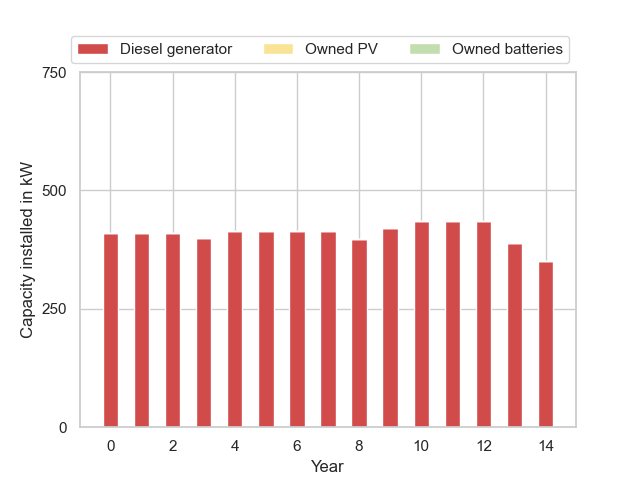 Diesel generator Owned PV Owned batteries
750
500
250
0
0 2 4 6 8 10 12 14
Capacity installed in kW
Year